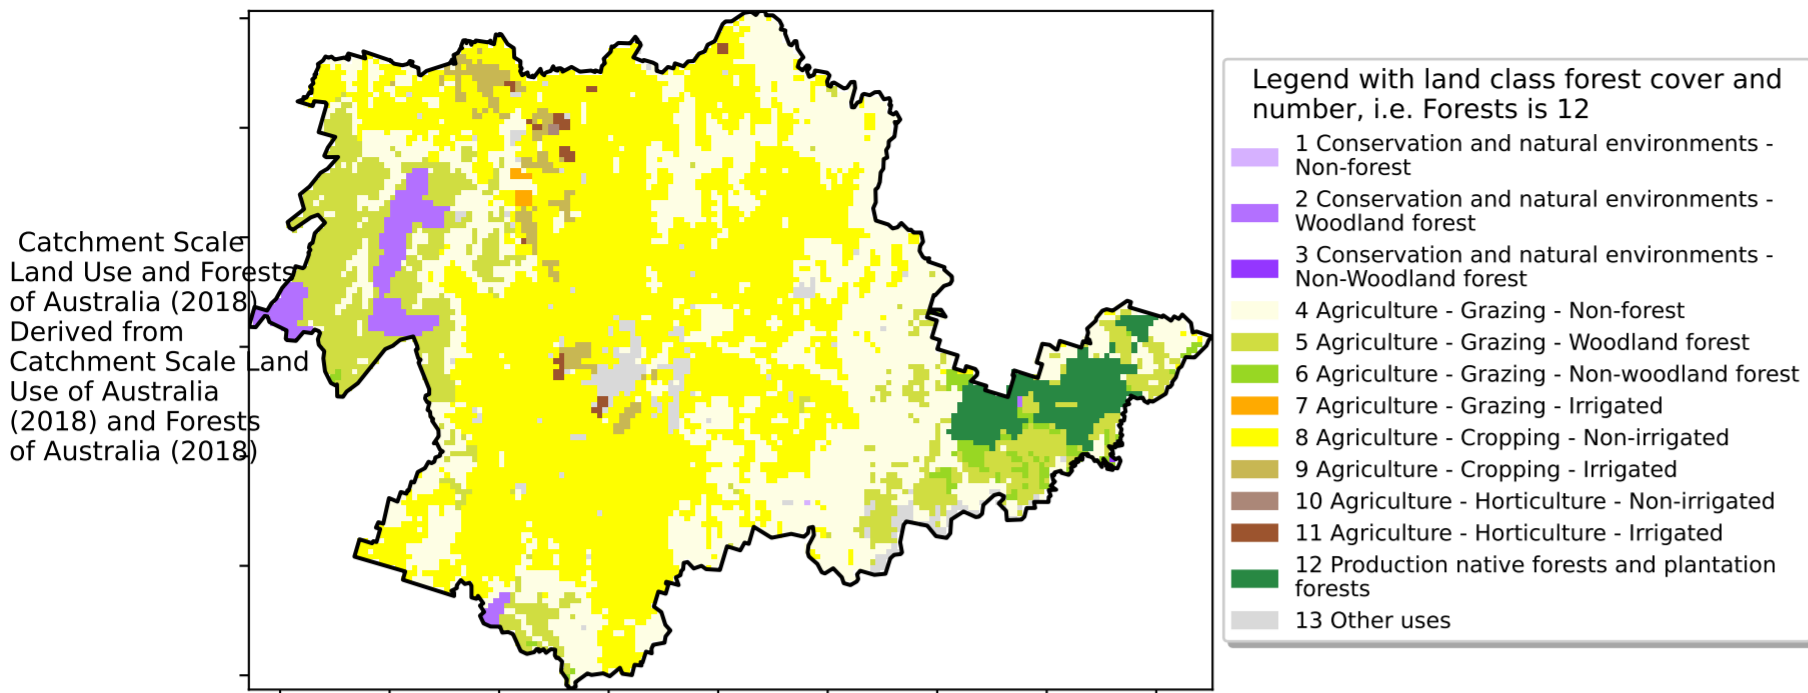 Catchment Scale
Land Use and Forests
of Australia (2018)
Derived from
Catchment Scale Land
Use of Australia
(2018) and Forests
of Australia (2018)
Legend with land class forest cover and
number, i.e. Forests is 12
1 Conservation and natural environments -
Non-forest
2 Conservation and natural environments -
Woodland forest
3 Conservation and natural environments -
Non-Woodland forest
4 Agriculture - Grazing - Non-forest
5 Agriculture - Grazing - Woodland forest
6 Agriculture - Grazing - Non-woodland forest
7 Agriculture - Grazing - Irrigated
8 Agriculture - Cropping - Non-irrigated
9 Agriculture - Cropping - Irrigated
10 Agriculture - Horticulture - Non-irrigated
11 Agriculture - Horticulture - Irrigated
12 Production native forests and plantation
forests
13 Other uses